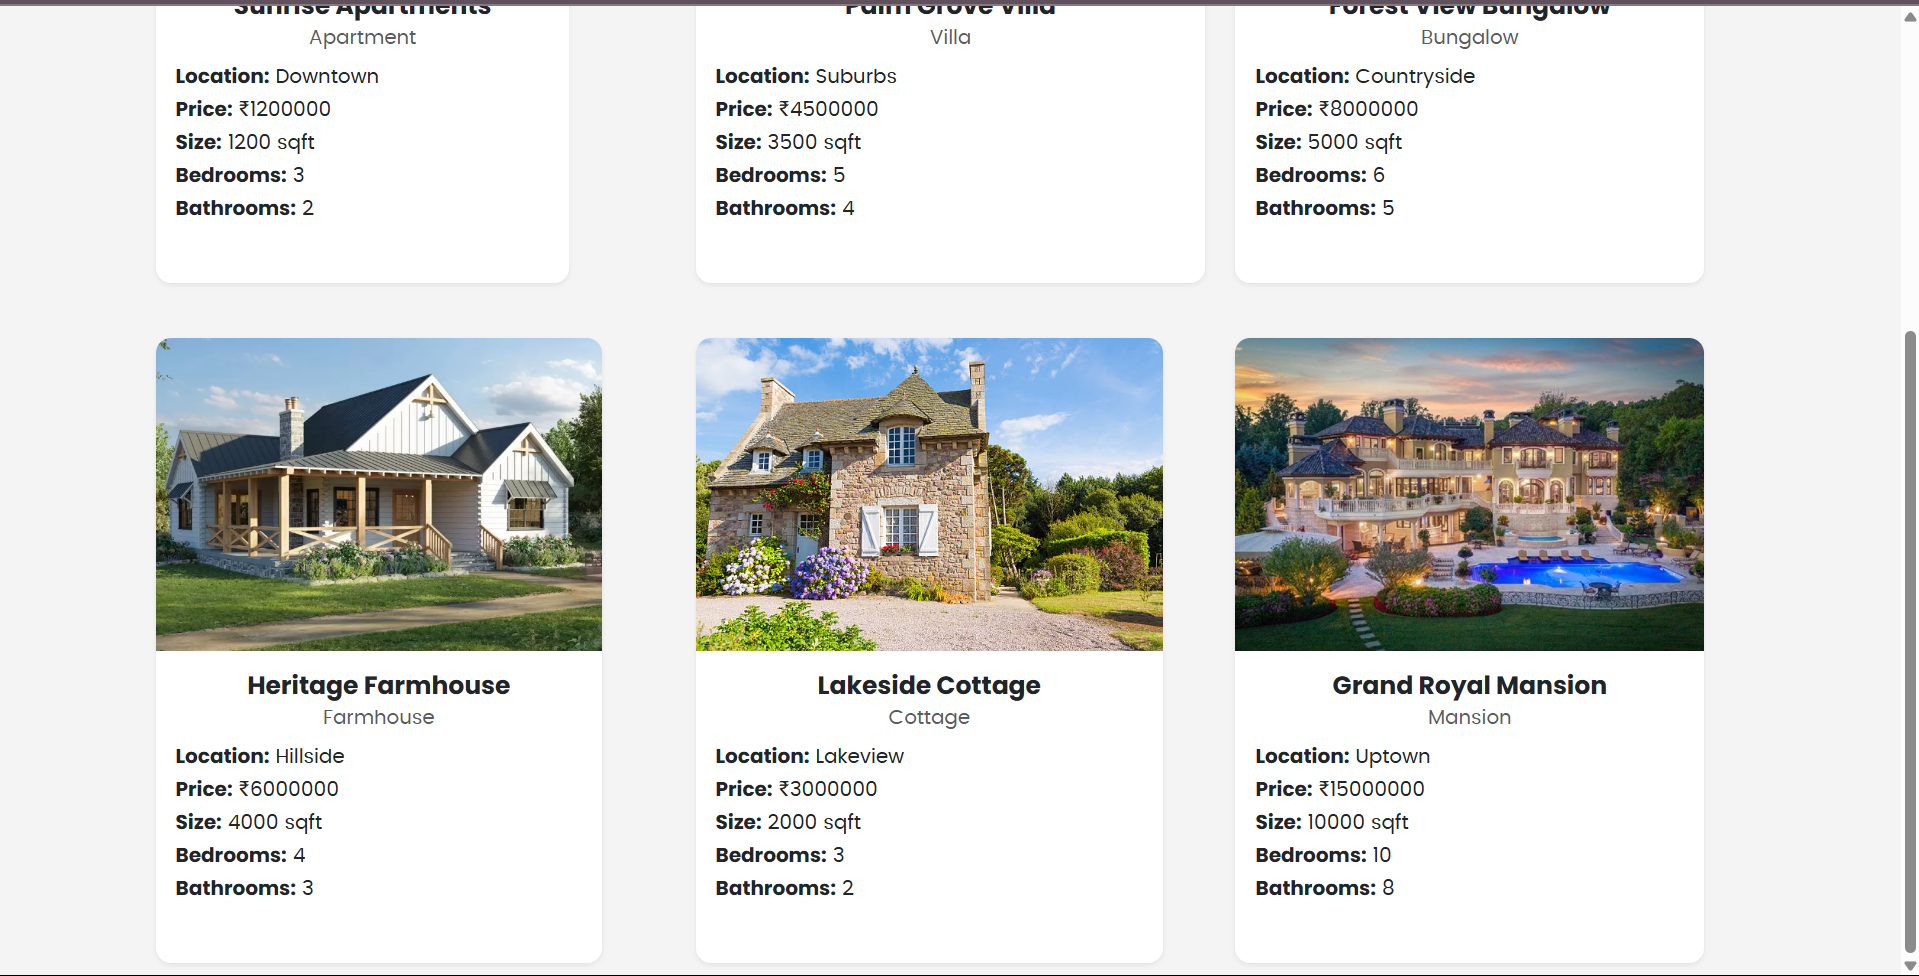 Sunrise Apartments
Apartment
Location: Downtown
Price: ₹1200000
Size: 1200 sqft
Bedrooms: 3
Bathrooms: 2
Palm Grove Villa
Villa
Location: Suburbs
Price: ₹4500000
Size: 3500 sqft
Bedrooms: 5
Bathrooms: 4
Forest View Bungalow
Bungalow
Location: Countryside
Price: ₹8000000
Size: 5000 sqft
Bedrooms: 6
Bathrooms: 5
Heritage Farmhouse
Farmhouse
Location: Hillside
Price: ₹6000000
Size: 4000 sqft
Bedrooms: 4
Bathrooms: 3
Lakeside Cottage
Cottage
Location: Lakeview
Price: ₹3000000
Size: 2000 sqft
Bedrooms: 3
Bathrooms: 2
Grand Royal Mansion
Mansion
Location: Uptown
Price: ₹15000000
Size: 10000 sqft
Bedrooms: 10
Bathrooms: 8